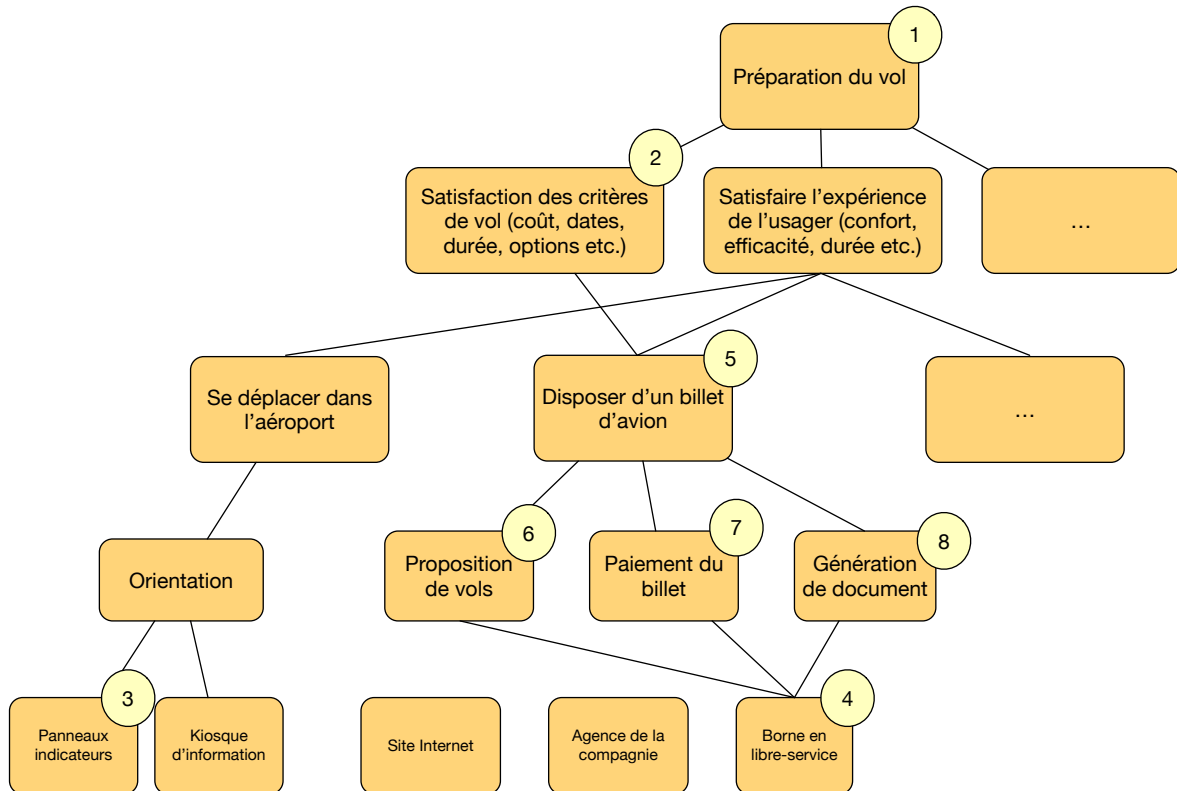 1
Préparation du vol
2
Satisfaction des critères
de vol (coût, dates,
durée, options etc.)
Satisfaire l’expérience
de l’usager (confort,
efficacité, durée etc.)
…
Se déplacer dans
l’aéroport
5
Disposer d’un billet
d’avion
…
Orientation
6
Proposition
de vols
7
Paiement du
billet
8
Génération
de document
3
Panneaux
indicateurs
Kiosque
d’information
Site Internet
Agence de la
compagnie
4
Borne en
libre-service